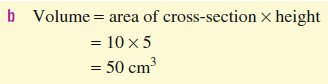 b Volume = area of cross-section × height
= 10 × 5
= 50 cm³